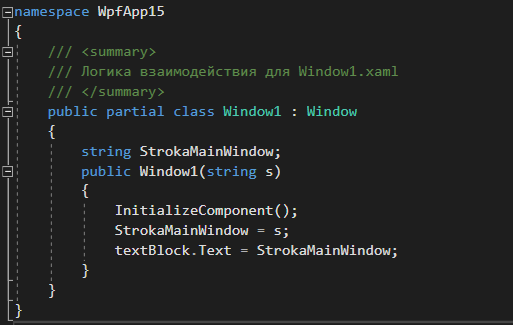 namespace WpfApp15
{
/// <summary>
/// Логика взаимодействия для Window1.xaml
/// </summary>
public partial class Window1 : Window
{
string StrokaMainWindow;
public Window1(string s)
{
InitializeComponent();
StrokaMainWindow = s;
textBlock.Text = StrokaMainWindow;
}
}
}